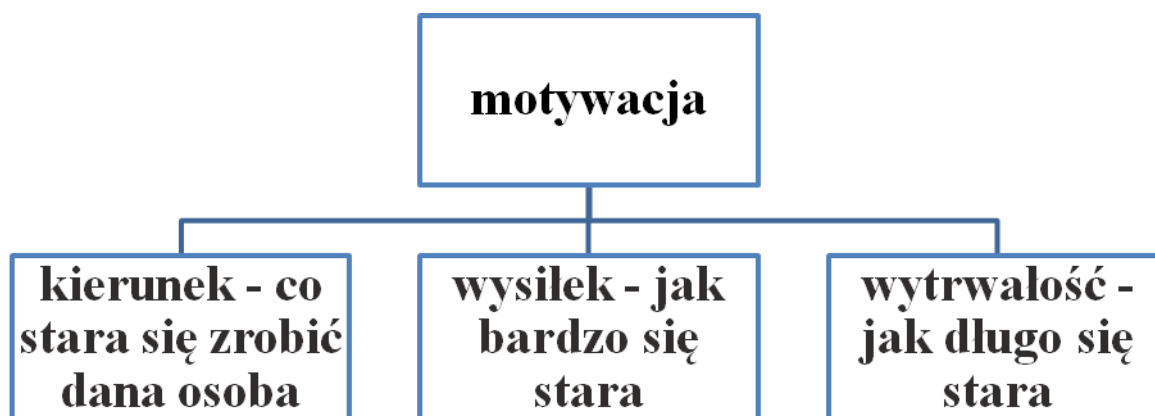 motywacja
kierunek - co
stara się zrobić
dana osoba
wysiłek - jak
bardzo się
stara
wytrwałość -
jak długo się
stara